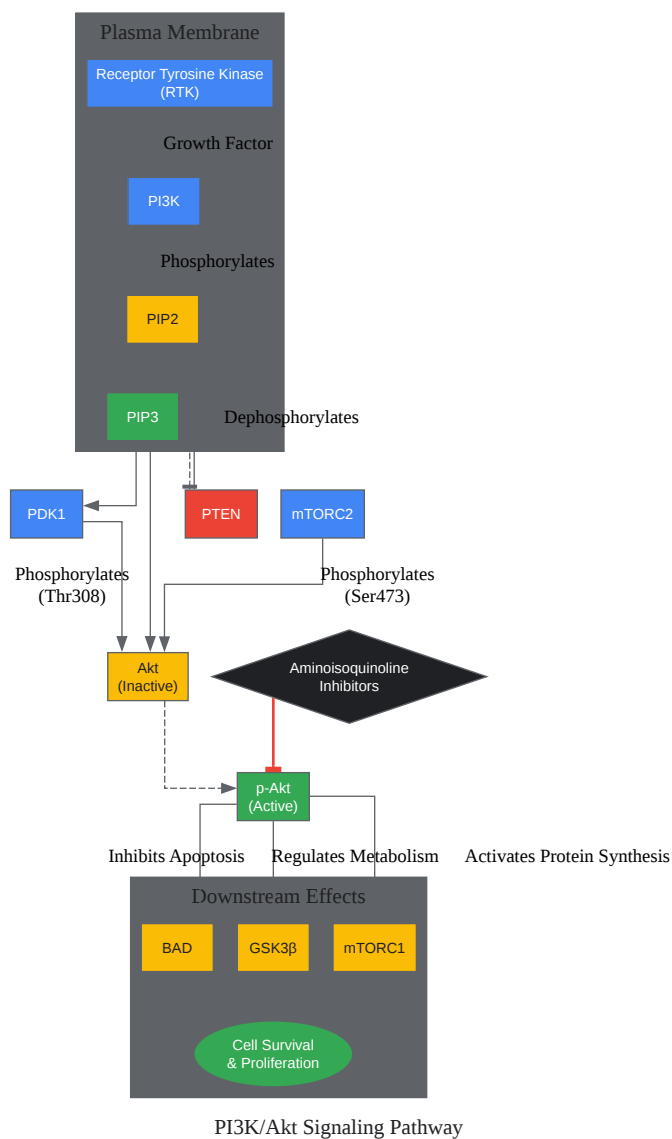 Plasma Membrane
Receptor Tyrosine Kinase
(RTK)
Growth Factor
PI3K
Phosphorylates
PIP2
PIP3
Dephosphorylates
PDK1
PTEN
mTORC2
Phosphorylates
(Thr308)
Phosphorylates
(Ser473)
Akt
(Inactive)
Aminoisoquinoline
Inhibitors
p-Akt
(Active)
Inhibits Apoptosis
Regulates Metabolism
Activates Protein Synthesis
Downstream Effects
BAD
GSK3β
mTORC1
Cell Survival
& Proliferation
PI3K/Akt Signaling Pathway